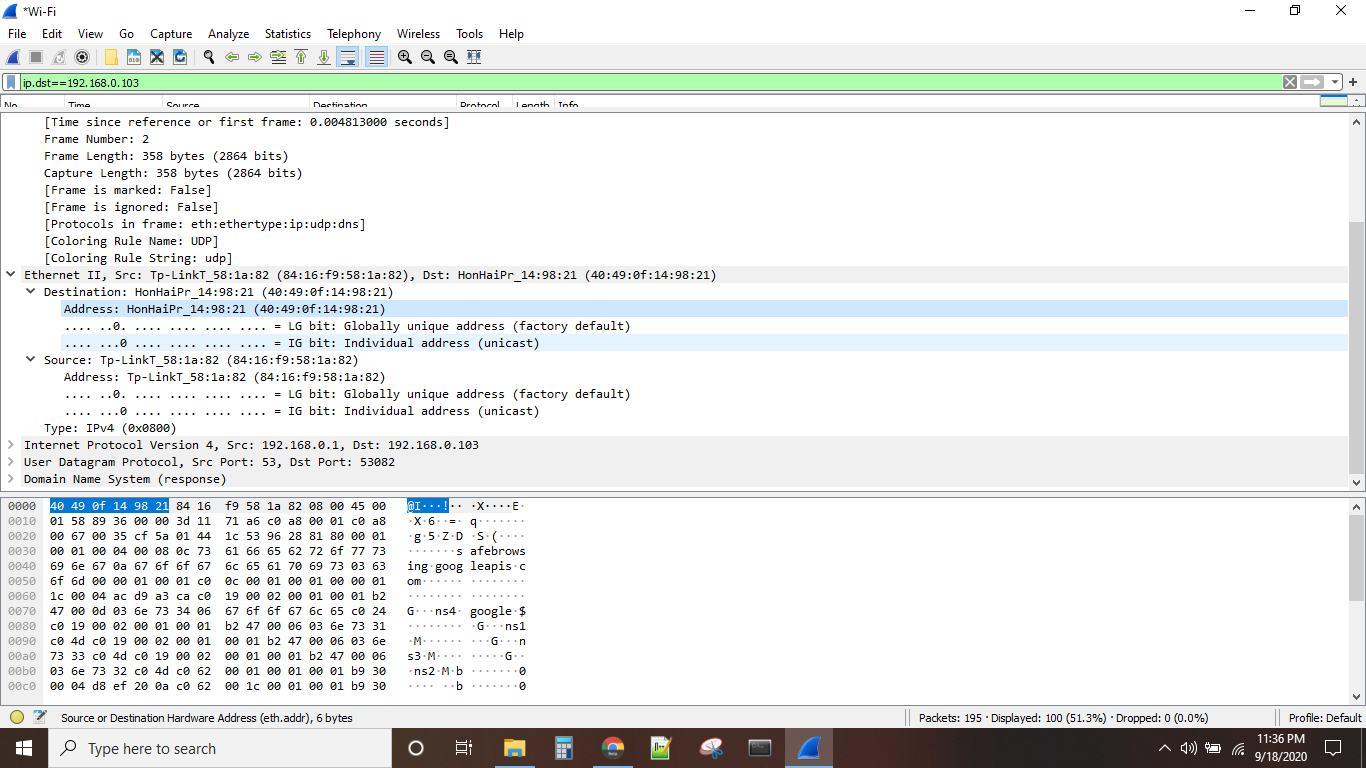 *Wi-Fi
File Edit View Go Capture Analyze Statistics Telephony Wireless Tools Help
ip.dst==192.168.0.103
No. Time Source Destination Protocol Length Info
[Time since reference or first frame: 0.004813000 seconds]
Frame Number: 2
Frame Length: 358 bytes (2864 bits)
Capture Length: 358 bytes (2864 bits)
[Frame is marked: False]
[Frame is ignored: False]
[Protocols in frame: eth:ethertype:ip:udp:dns]
[Coloring Rule Name: UDP]
[Coloring Rule String: udp]
Ethernet II, Src: Tp-LinkT_58:1a:82 (84:16:f9:58:1a:82), Dst: HonHaiPr_14:98:21 (40:49:0f:14:98:21)
Destination: HonHaiPr_14:98:21 (40:49:0f:14:98:21)
Address: HonHaiPr_14:98:21 (40:49:0f:14:98:21)
.... ..0. .... .... .... .... = LG bit: Globally unique address (factory default)
.... ...0 .... .... .... .... = IG bit: Individual address (unicast)
Source: Tp-LinkT_58:1a:82 (84:16:f9:58:1a:82)
Address: Tp-LinkT_58:1a:82 (84:16:f9:58:1a:82)
.... ..0. .... .... .... .... = LG bit: Globally unique address (factory default)
.... ...0 .... .... .... .... = IG bit: Individual address (unicast)
Type: IPv4 (0x0800)
Internet Protocol Version 4, Src: 192.168.0.1, Dst: 192.168.0.103
User Datagram Protocol, Src Port: 53, Dst Port: 53082
Domain Name System (response)
0000 40 49 0f 14 98 21 84 16 f9 58 1a 82 08 00 45 00 @I···!·· ·X····E·
0010 01 58 89 36 00 00 3d 11 71 a6 c0 a8 00 01 c0 a8 ·X·6··=· q·······
0020 00 67 00 35 cf 5a 01 44 1c 53 96 28 81 80 00 01 ·g·5·Z·D ·S·(····
0030 00 01 00 04 00 08 0c 73 61 66 65 62 72 6f 77 73 ·······s afebrows
0040 69 6e 67 0a 67 6f 6f 67 6c 65 61 70 69 73 03 63 ing·goog leapis·c
0050 6f 6d 00 00 01 00 01 c0 0c 00 01 00 01 00 00 01 om······ ········
0060 1c 00 04 ac d9 a3 ca c0 19 00 02 00 01 00 01 b2 ········ ········
0070 47 00 0d 03 6e 73 34 06 67 6f 6f 67 6c 65 c0 24 G···ns4· google·$
0080 c0 19 00 02 00 01 00 01 b2 47 00 06 03 6e 73 31 ········ ·G···ns1
0090 c0 4d c0 19 00 02 00 01 00 01 b2 47 00 06 03 6e ·M······ ···G···n
00a0 73 33 c0 4d c0 19 00 02 00 01 00 01 b2 47 00 06 s3·M···· ·····G··
00b0 03 6e 73 32 c0 4d c0 62 00 01 00 01 00 01 b9 30 ·ns2·M·b ·······0
00c0 00 04 d8 ef 20 0a c0 62 00 1c 00 01 00 01 b9 30 ···· ··b ·······0
Source or Destination Hardware Address (eth.addr), 6 bytes
Packets: 195 · Displayed: 100 (51.3%) · Dropped: 0 (0.0%)
Profile: Default
Type here to search
11:36 PM
9/18/2020